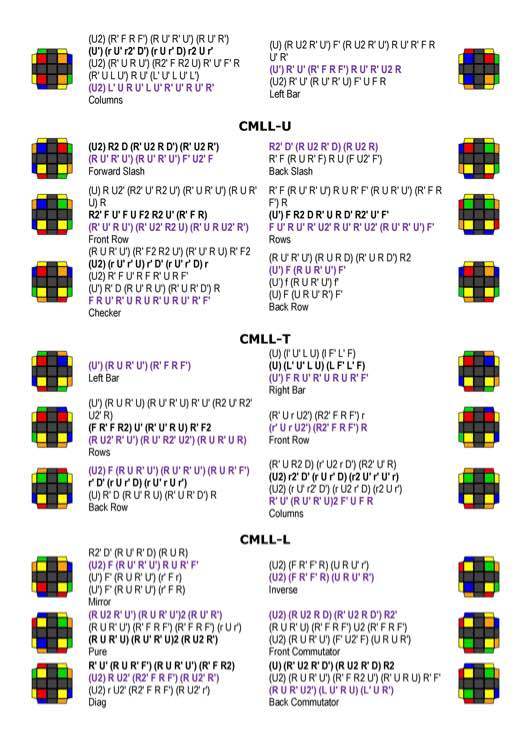 (U2) (R' F R F') (R U' R' U') (R U' R')
(U') (r U' r2' D') (r U r' D) r2 U r'
(U2) (R' U R' U') (R2' F R2 U) R' U' F' R
(R' U L U') R U' (L' U L' U' L')
(U2) L' U R U' L U' R' U' R U' R'
Columns
(U) (R U2 R' U') F' (R U2 R' U') R U' R' F R
U' R'
(U') R' U' (R' F R F') R U' R' U2 R
(U2) R' U' (R U' R' U) F' U F R
Left Bar
CMLL-U
(U2) R2 D (R' U2 R D') (R' U2 R')
(R U R' U') (R U' R' U') F' U2' F
Forward Slash
R2' D' (R U2 R' D) (R U2 R)
R' F (R U R' F) R U (F U2' F')
Back Slash
(U) R U2' (R2' U' R2 U') (R' U R' U') (R U R'
U) R
R2' F U' F U F2 R2 U' (R' F R)
(R' U' R U') (R' U2' R2 U) (R' U R U2' R')
Front Row
R' F (R U R' U') R U R' F' (R U R' U') (R' F R
F') R
(U') F R2 D R' U R D' R2' U' F'
F U' R U' R' U2' R U' R' U2' (R U' R' U') F'
Rows
(R U R' U') (R' F2 R2 U') (R' U' R U) R' F2
(U2) (r U' r' U) r' D' (r U' r' D) r
(U2) R' F U' R F R' U R F'
(U') R' D (R U' R U') (R' U R' D') R
F R U' R' U R U R' U R U' R' F'
Checker
(R U' R' U') (R U R D) (R' U R D') R2
(U') F (R U R' U') F'
(U') f (R U R' U') f'
(U) F (U R U' R') F'
Back Row
CMLL-T
(U') (R U R' U') (R' F R F')
Left Bar
(U) (l' U' L U) (l F' L' F)
(U) (L' U' L U) (L F' L' F)
(U') F R U' R' U R U R' F'
Right Bar
(U') (R U' R' U) (R U' R' U) R' U' (R2 U' R2'
U2' R)
(F R' F R2) U' (R' U' R U) R' F2
(R U2' R' U') (R U' R2' U2') (R U R' U R)
Rows
(R' U r U2') (R2' F R F') r
(r' U r U2') (R2' F R F') R
Front Row
(U2) F (R U R' U') (R U' R' U') (R U R' F')
r' D' (r U r' D) (r U' r U r')
(U) R' D (R U' R U) (R' U R' D') R
Back Row
(R' U R2 D) (r' U2 r D') (R2' U' R)
(U2) r2' D' (r U r' D) (r2 U' r' U' r)
(U2) (r U' r2' D') (r U2 r' D) (r2 U r')
R' U' (R U' R' U)2 F' U F R
Columns
CMLL-L
R2' D' (R U' R' D) (R U R)
(U2) F (R U' R' U') R U R' F'
(U') F' (R U R' U') (r' F r)
(U') F' (R U R' U') (r' F R)
Mirror
(U2) (F R' F' R) (U R U' r')
(U2) (F R' F' R) (U R U' R')
Inverse
(R U2 R' U') (R U R' U')2 (R U' R')
(R U R' U') (R' F R F') (R' F R F') (r U r')
(R U R' U) (R U' R' U)2 (R U2 R')
Pure
(U2) (U2) (R U2 R D) (R' U2 R D') R2'
(R U R' U) (R' F R F') U2 (R' F R F')
(U2) (R U R' U') (F' U2' F) (U R U R')
Front Commutator
R' U' (R U R' F') (R U R' U') (R' F R2)
(U2) R U2' (R2' F R F') (R U2' R')
(U2) r U2' (R2' F R F') (R U2' r')
Diag
(U) (R' U2 R' D') (R U2 R' D) R2
(U2) (R U R' U') (R' F R2 U') (R' U R U) R' F'
(R U R' U2') (L U' R U) (L' U R')
Back Commutator